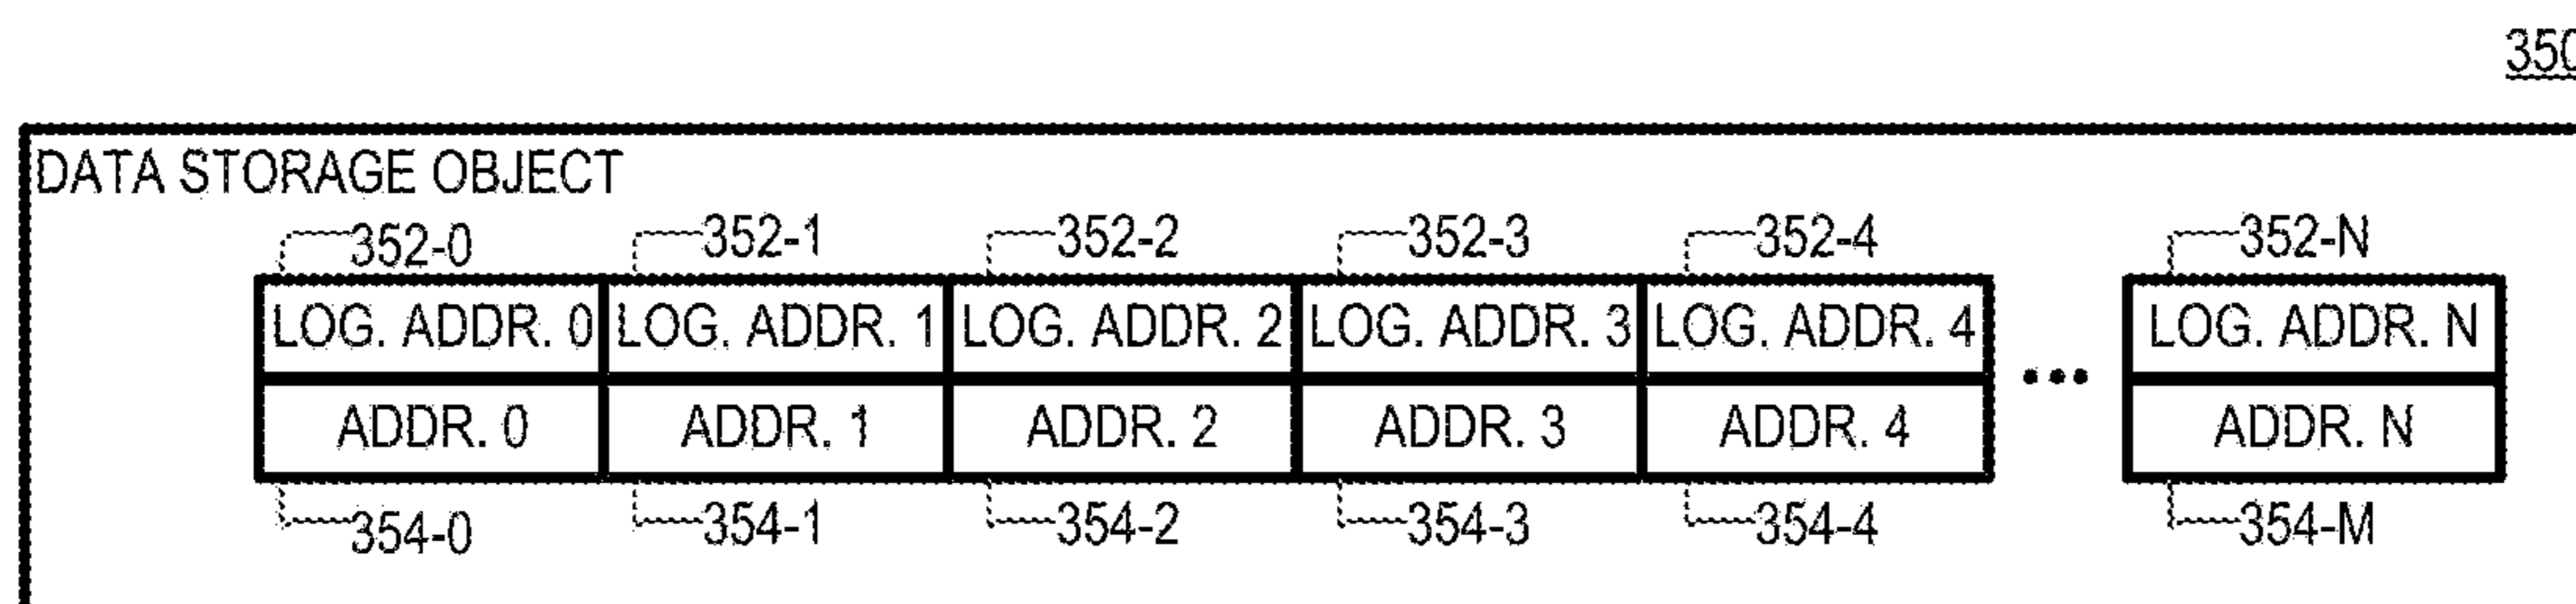 350
DATA STORAGE OBJECT
352-0 352-1 352-2 352-3 352-4 352-N
LOG. ADDR. 0 LOG. ADDR. 1 LOG. ADDR. 2 LOG. ADDR. 3 LOG. ADDR. 4 LOG. ADDR. N
•••
ADDR. 0 ADDR. 1 ADDR. 2 ADDR. 3 ADDR. 4 ADDR. N
354-0 354-1 354-2 354-3 354-4 354-M